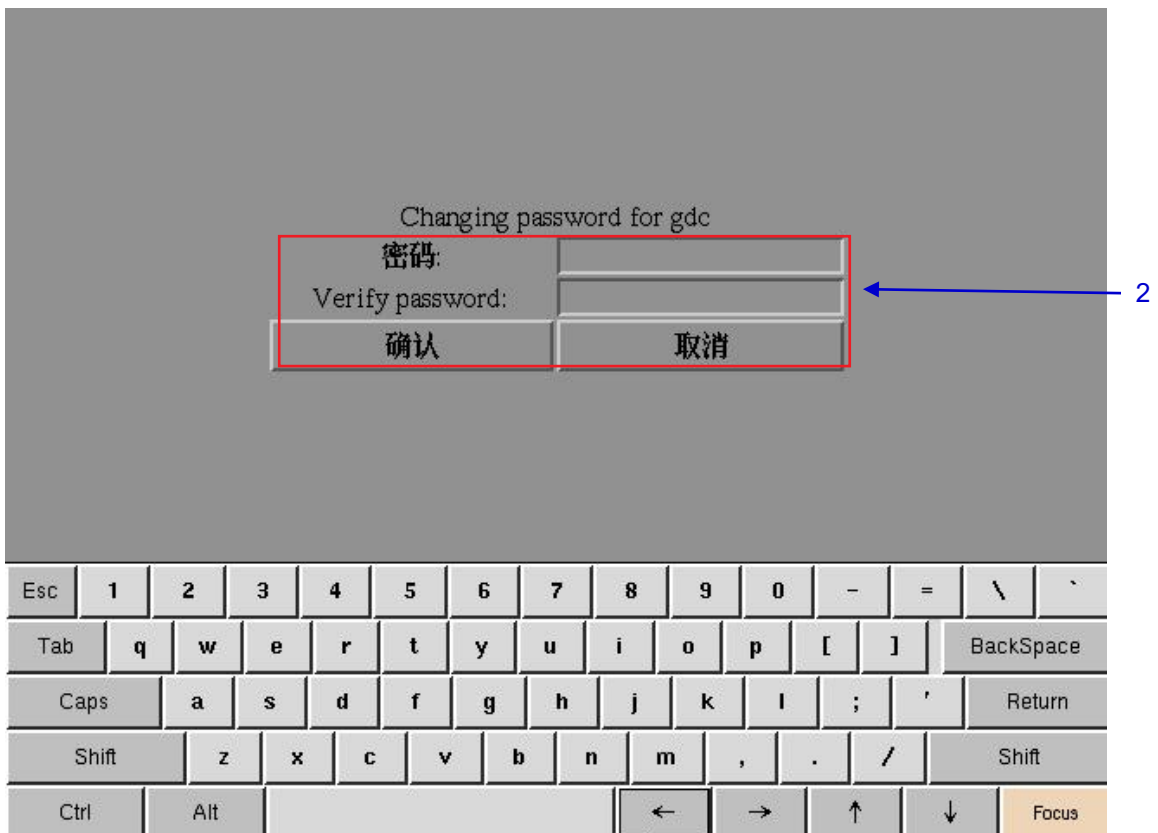 Changing password for gdc
密码:
Verify password:
确认 取消
2
Esc 1 2 3 4 5 6 7 8 9 0 - = \ `
Tab q w e r t y u i o p [ ] BackSpace
Caps a s d f g h j k l ; ' Return
Shift z x c v b n m , . / Shift
Ctrl Alt ← → ↑ ↓ Focus